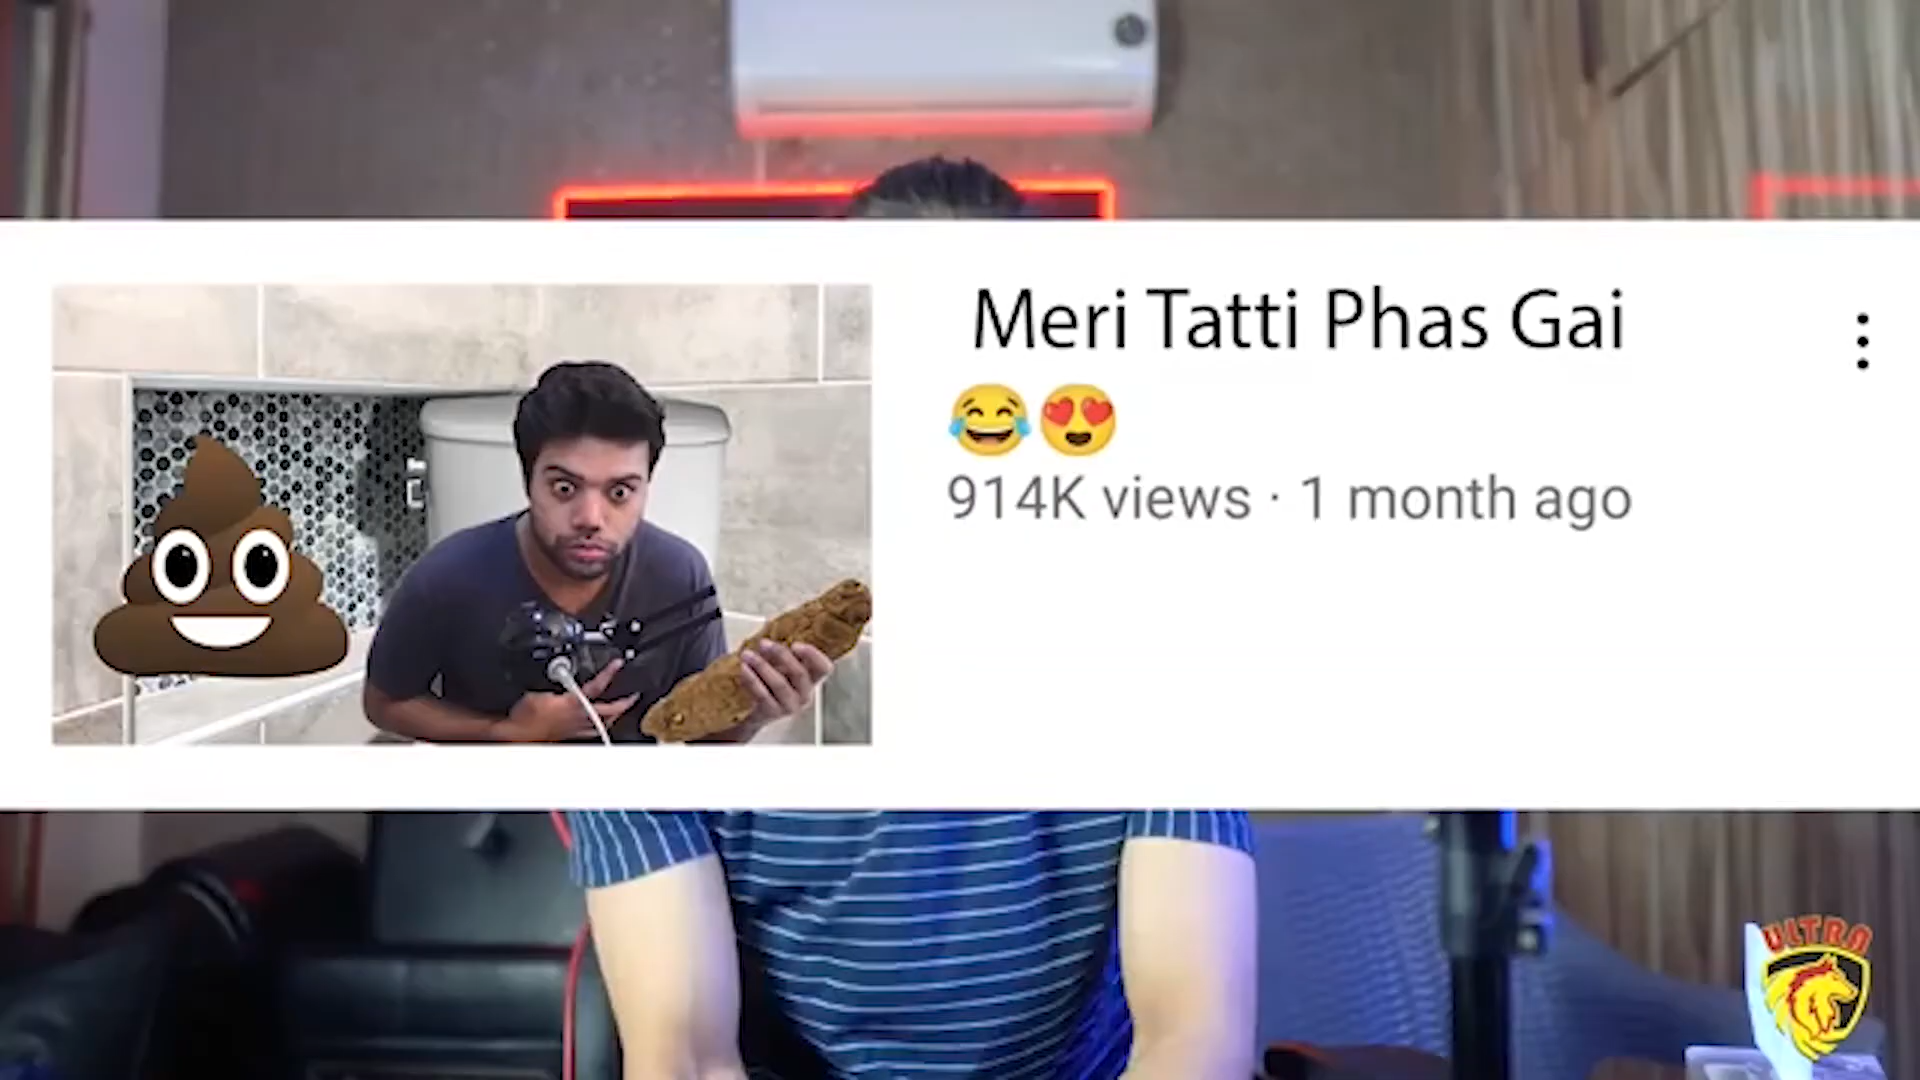 Meri Tatti Phas Gai
😂😍
914K views · 1 month ago
ULTRA